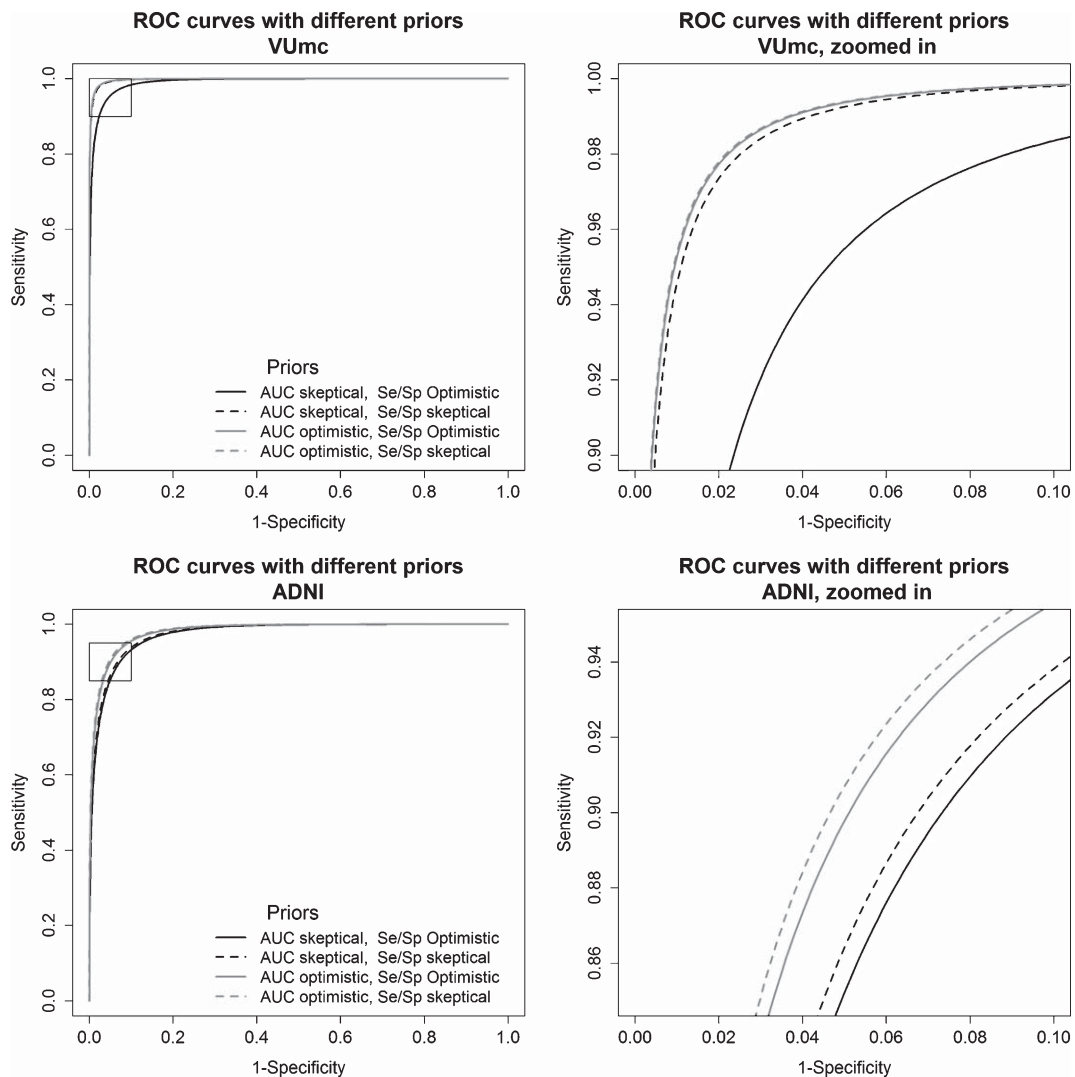 ROC curves with different priors
VUmc
Sensitivity
1.0
0.8
0.6
0.4
0.2
0.0
Priors
AUC skeptical, Se/Sp Optimistic
AUC skeptical, Se/Sp skeptical
AUC optimistic, Se/Sp Optimistic
AUC optimistic, Se/Sp skeptical
0.0 0.2 0.4 0.6 0.8 1.0
1-Specificity
ROC curves with different priors
VUmc, zoomed in
Sensitivity
1.00
0.98
0.96
0.94
0.92
0.90
0.00 0.02 0.04 0.06 0.08 0.10
1-Specificity
ROC curves with different priors
ADNI
Sensitivity
1.0
0.8
0.6
0.4
0.2
0.0
Priors
AUC skeptical, Se/Sp Optimistic
AUC skeptical, Se/Sp skeptical
AUC optimistic, Se/Sp Optimistic
AUC optimistic, Se/Sp skeptical
0.0 0.2 0.4 0.6 0.8 1.0
1-Specificity
ROC curves with different priors
ADNI, zoomed in
Sensitivity
0.94
0.92
0.90
0.88
0.86
0.00 0.02 0.04 0.06 0.08 0.10
1-Specificity